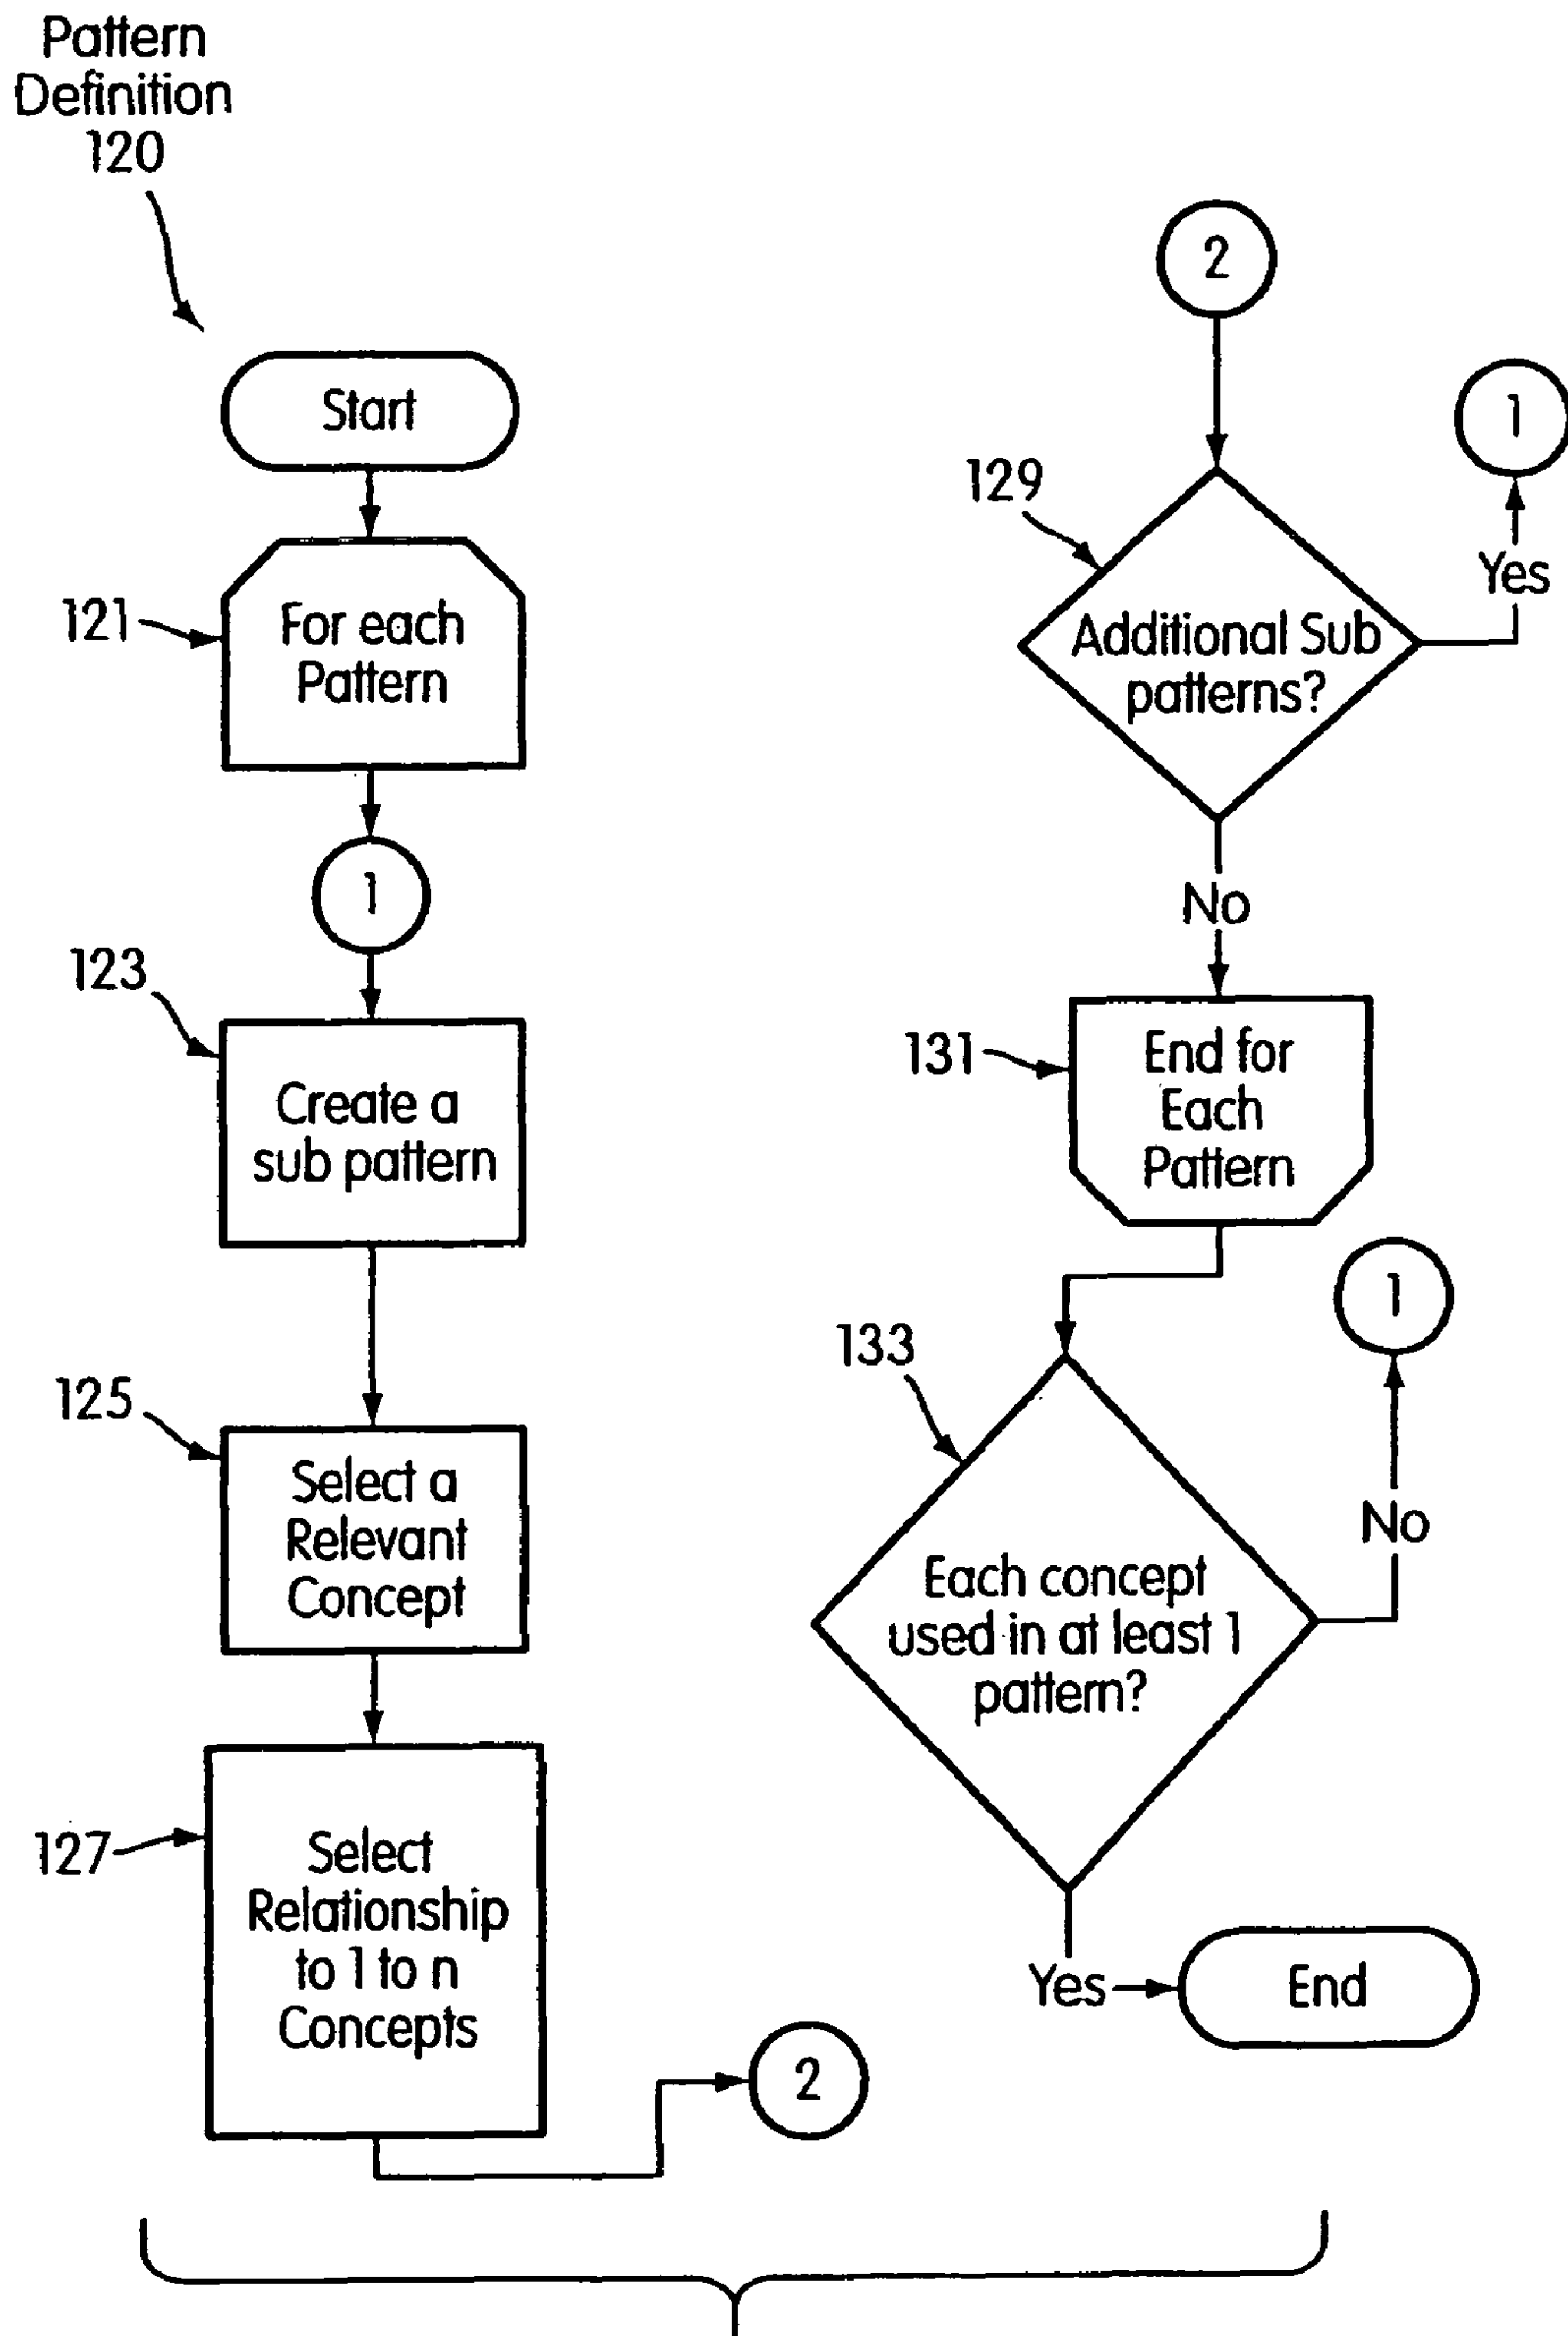 Pattern
Definition
120
Start
121
For each
Pattern
1
123
Create a
sub pattern
125
Select a
Relevant
Concept
127
Select
Relationship
to 1 to n
Concepts
2
2
129
Additional Sub
patterns?
Yes
1
No
131
End for
Each
Pattern
133
Each concept
used in at least 1
pattern?
No
1
Yes
End